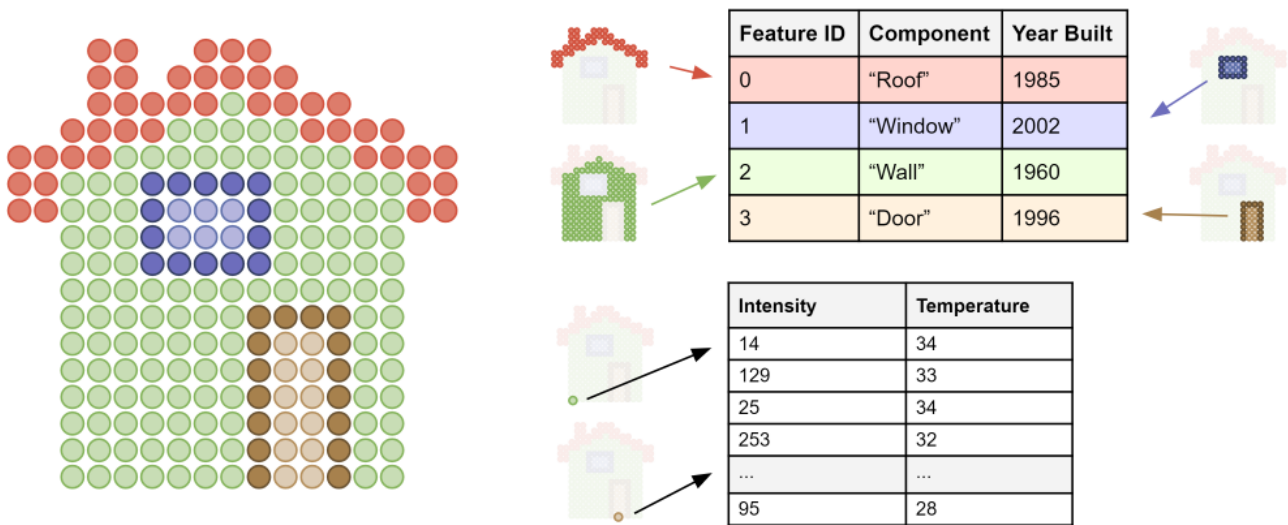 Feature ID Component Year Built
0 “Roof” 1985
1 “Window” 2002
2 “Wall” 1960
3 “Door” 1996
Intensity Temperature
14 34
129 33
25 34
253 32
... ...
95 28